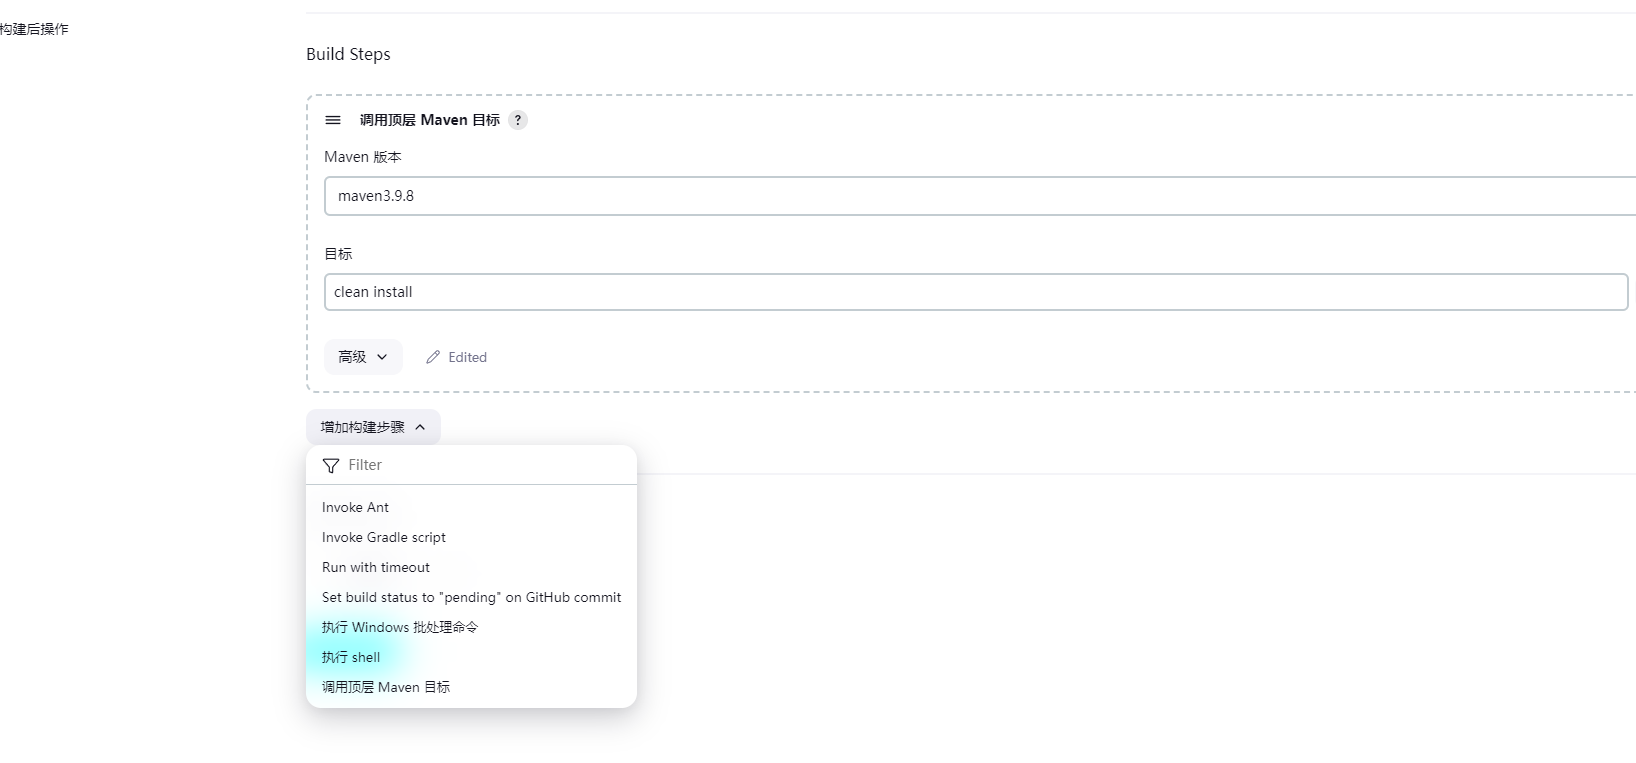 构建后操作
Build Steps
调用顶层 Maven 目标 ?
Maven 版本
maven3.9.8
目标
clean install
高级
Edited
增加构建步骤
Filter
Invoke Ant
Invoke Gradle script
Run with timeout
Set build status to "pending" on GitHub commit
执行 Windows 批处理命令
执行 shell
调用顶层 Maven 目标